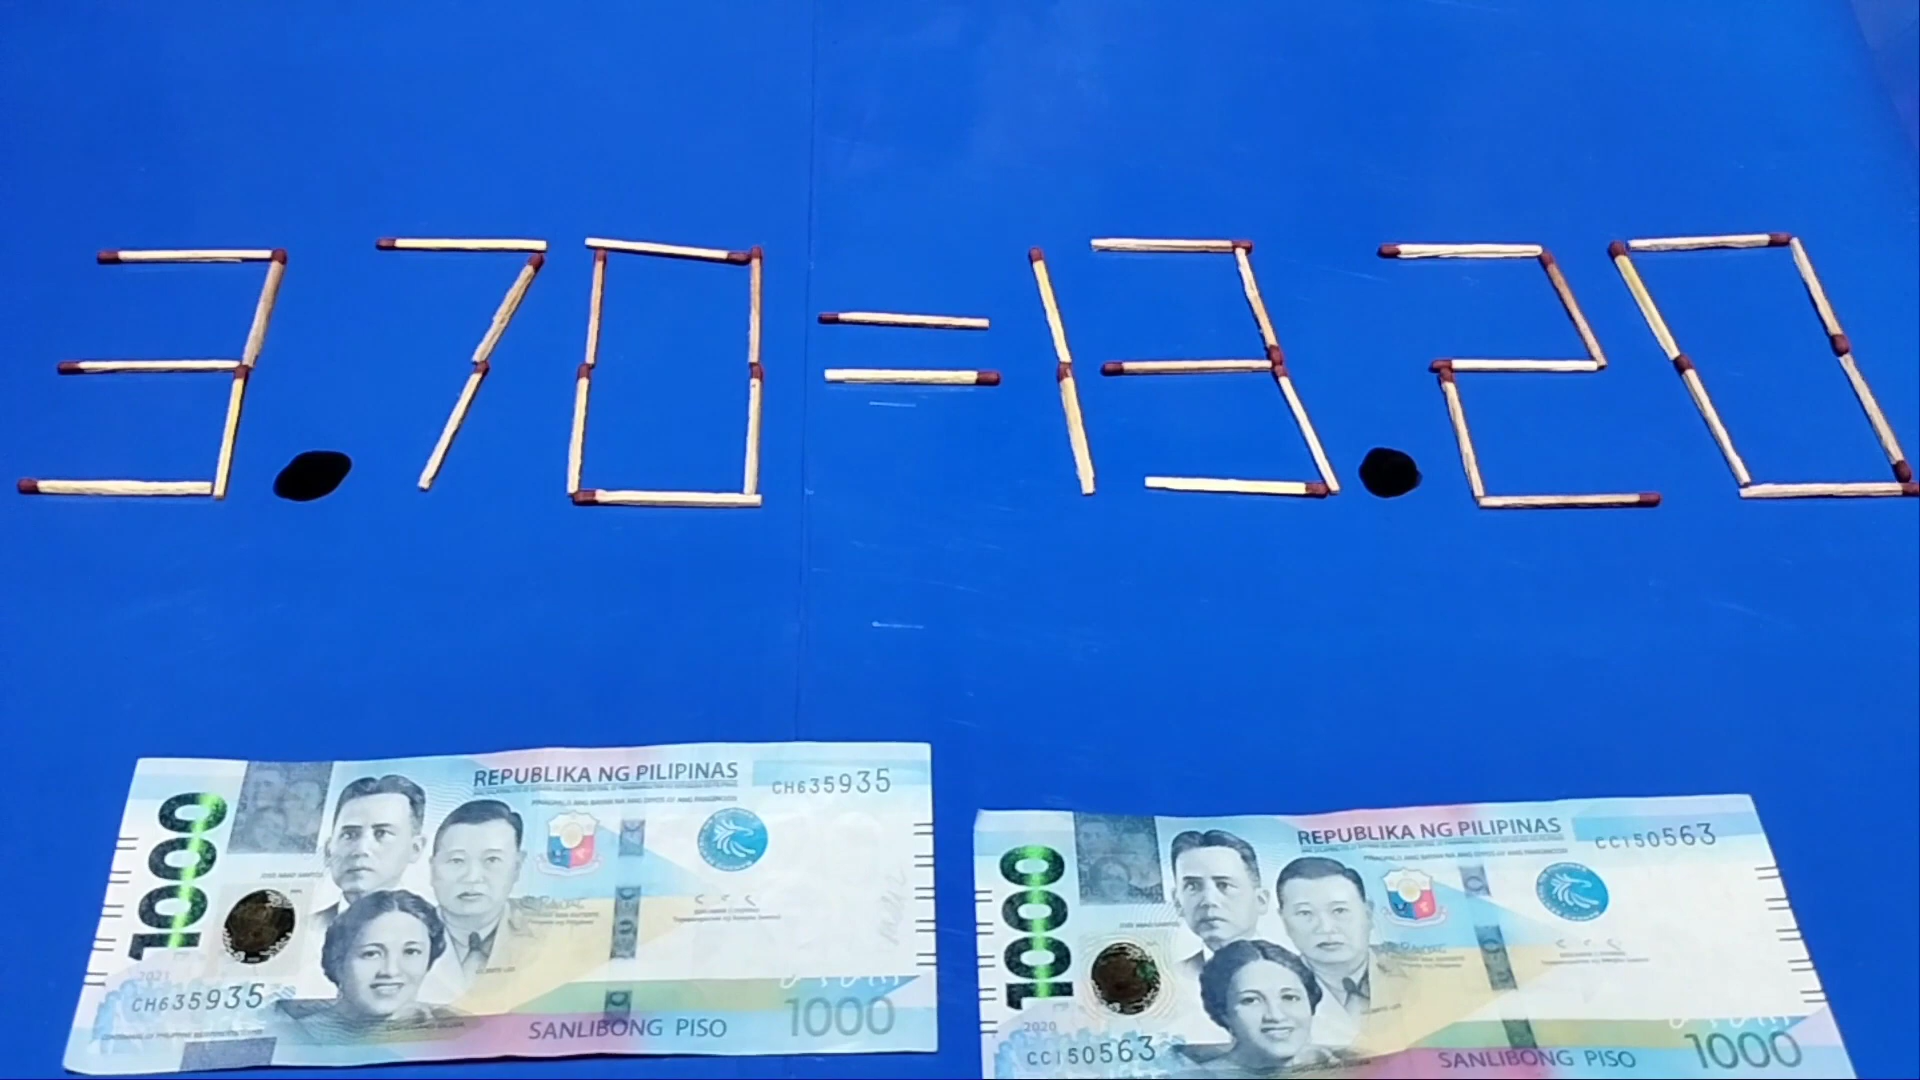 3.70=13.20
REPUBLIKA NG PILIPINAS
CH635935
1000
2021
CH635935
SANLIBONG PISO
1000
REPUBLIKA NG PILIPINAS
CC150563
1000
2020
CC150563
SANLIBONG PISO
1000